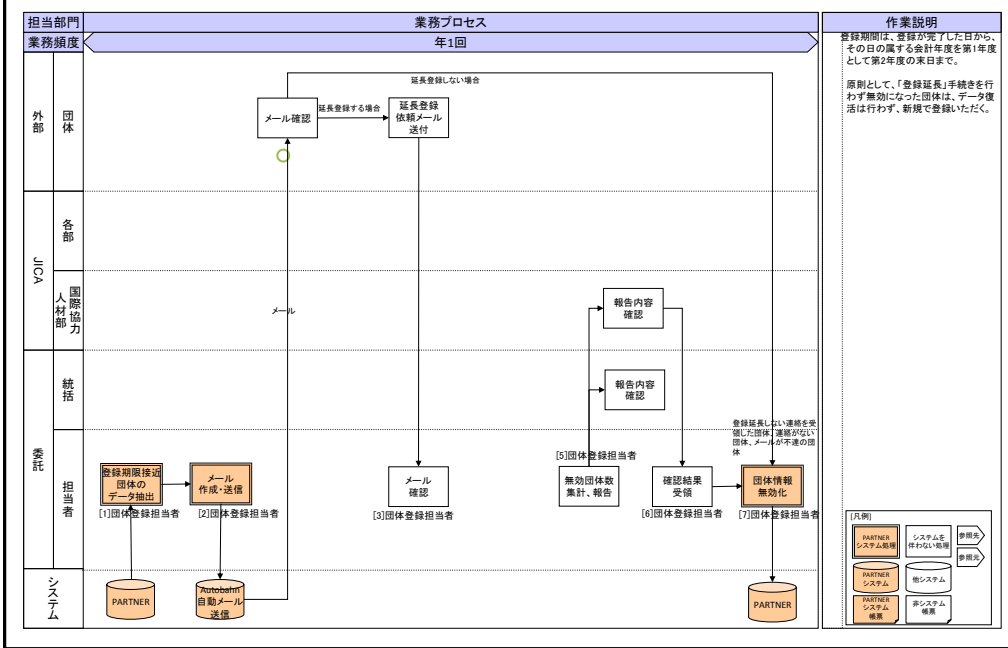 担当部門
業務プロセス
作業説明
業務頻度
年1回
登録期間は、登録が完了した日から、
その日の属する会計年度を第1年度
として第2年度の末日まで。
原則として、「登録延長」手続きを行
わず無効になった団体は、データ復
活は行わず、新規で登録いただく。
外部
団体
延長登録しない場合
メール確認
延長登録する場合
延長登録
依頼メール
送付
JICA
各部
国際協力
人材部
メール
報告内容
確認
委託
統括
報告内容
確認
登録延長しない連絡を受
領した団体、連絡がない
団体、メールが不達の団
体
担当者
登録期限接近
団体の
データ抽出
[1]団体登録担当者
メール
作成・送信
[2]団体登録担当者
メール
確認
[3]団体登録担当者
[5]団体登録担当者
無効団体数
集計、報告
確認結果
受領
[6]団体登録担当者
団体情報
無効化
[7]団体登録担当者
システム
PARTNER
Autobahn
自動メール
送信
PARTNER
[凡例]
PARTNER
システム処理
システムを
伴わない処理
参照先
参照元
PARTNER
システム
他システム
PARTNER
システム
帳票
非システム
帳票